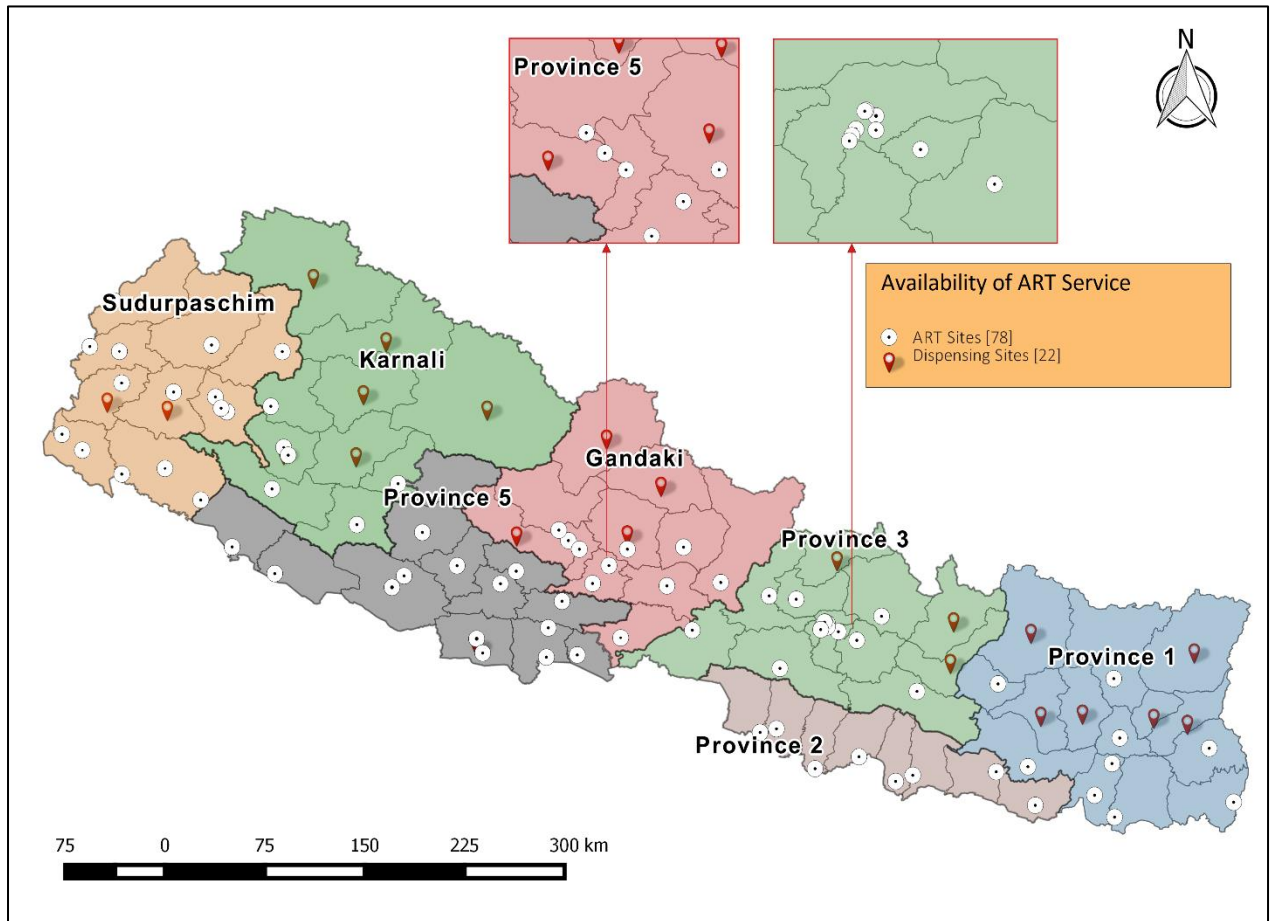 N
Province 5
Availability of ART Service
ART Sites [78]
Dispensing Sites [22]
Sudurpaschim
Karnali
Gandaki
Province 5
Province 3
Province 1
Province 2
75 0 75 150 225 300 km